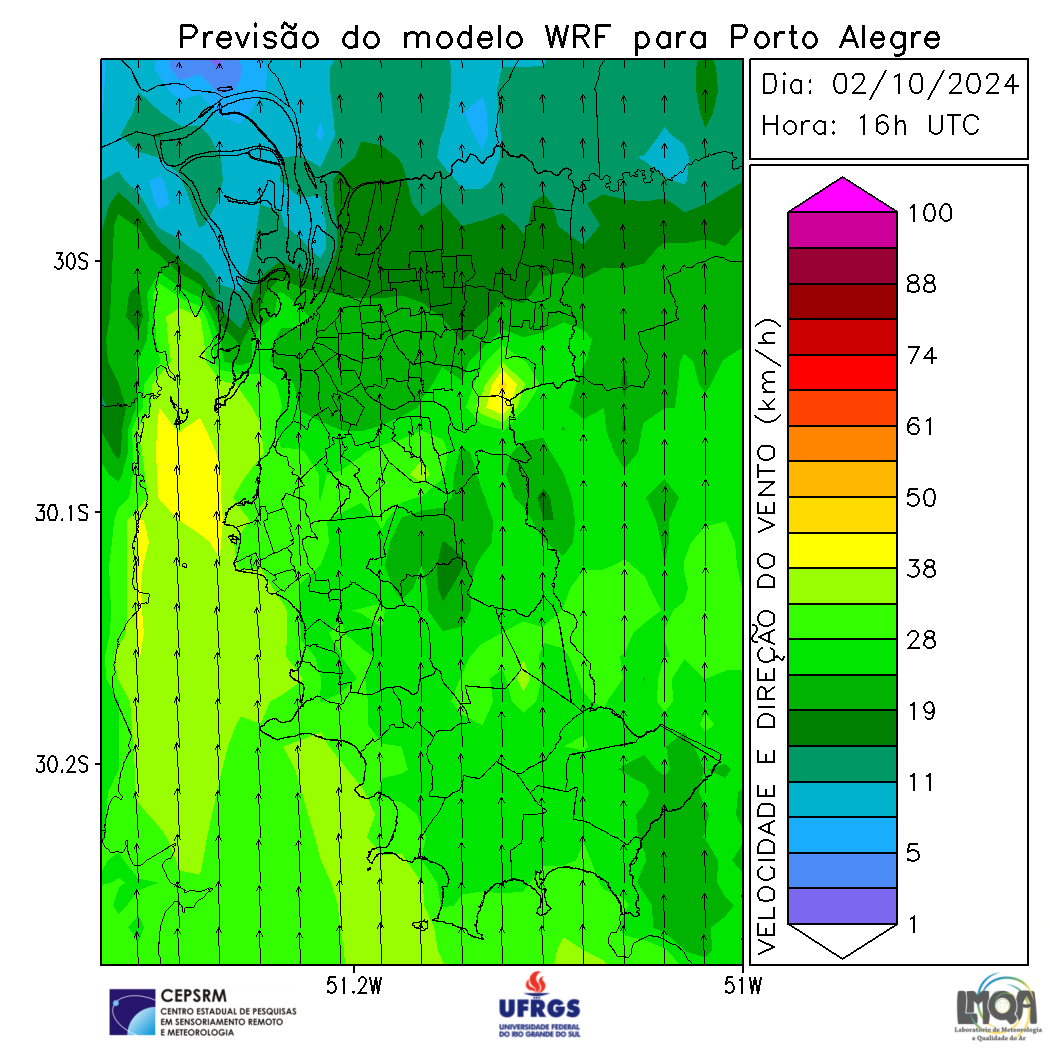 Previsão do modelo WRF para Porto Alegre
Dia: 02/10/2024
Hora: 16h UTC
100
88
74
61
50
38
28
19
11
5
1
VELOCIDADE E DIREÇÃO DO VENTO (km/h)
30S
30.1S
30.2S
51.2W
51W
CEPSRM
CENTRO ESTADUAL DE PESQUISAS
EM SENSORIAMENTO REMOTO
E METEOROLOGIA
UFRGS
UNIVERSIDADE FEDERAL
DO RIO GRANDE DO SUL
LMQA
Laboratório de Meteorologia
e Qualidade do Ar